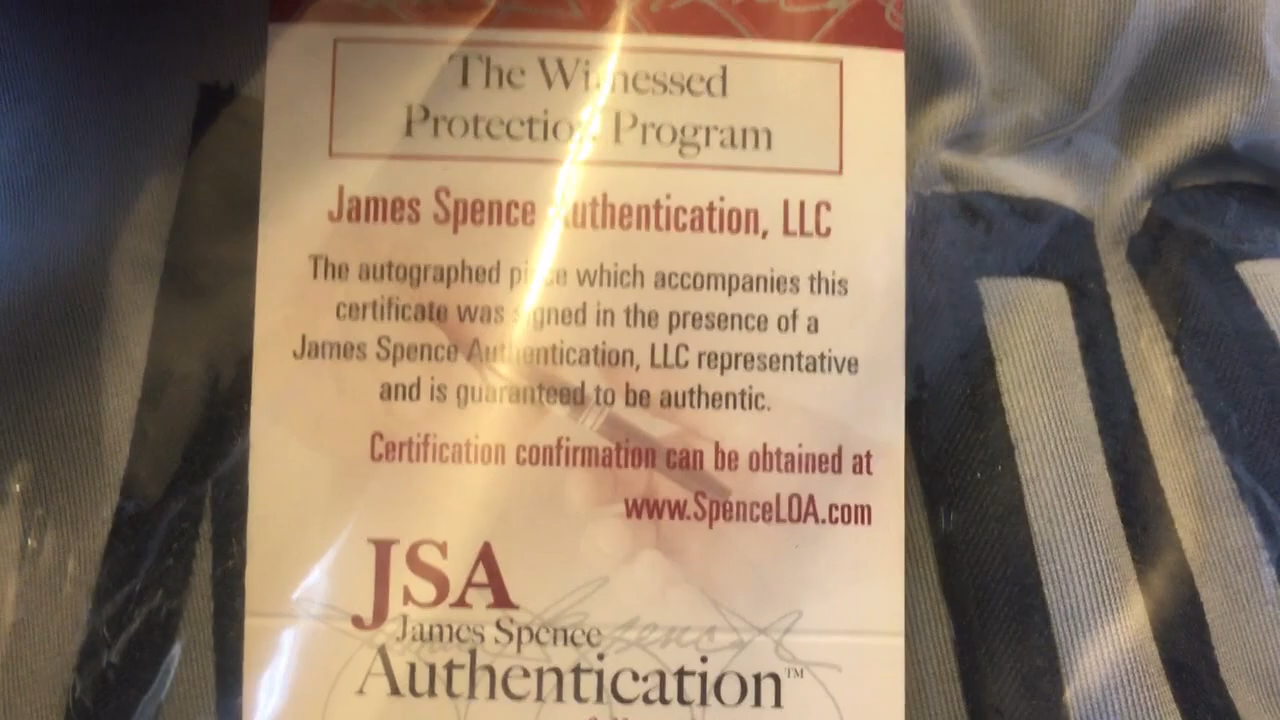 The Witnessed
Protection Program
James Spence Authentication, LLC
The autographed piece which accompanies this
certificate was signed in the presence of a
James Spence Authentication, LLC representative
and is guaranteed to be authentic.
Certification confirmation can be obtained at
www.SpenceLOA.com
JSA
James Spence
Authentication™